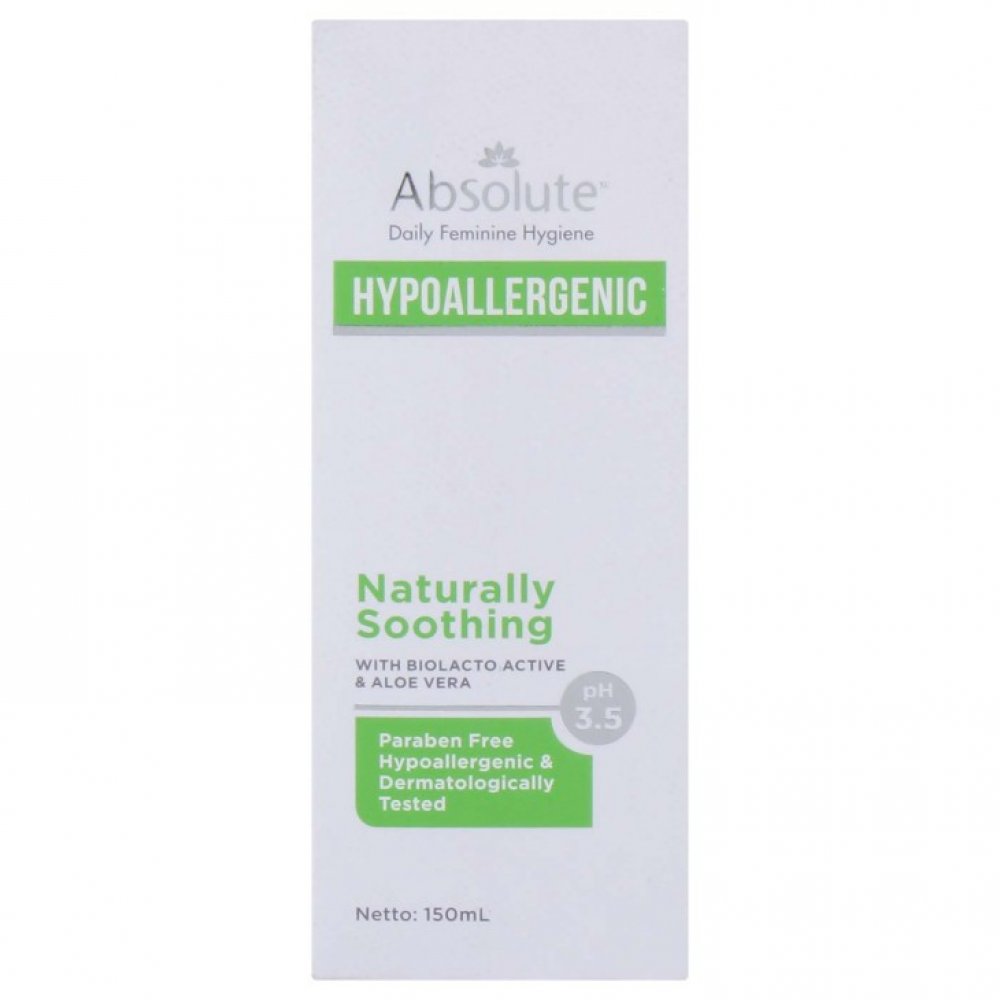 Absolute
Daily Feminine Hygiene
HYPOALLERGENIC
Naturally
Soothing
WITH BIOLACTO ACTIVE
& ALOE VERA
pH
3.5
Paraben Free
Hypoallergenic &
Dermatologically
Tested
Netto: 150mL